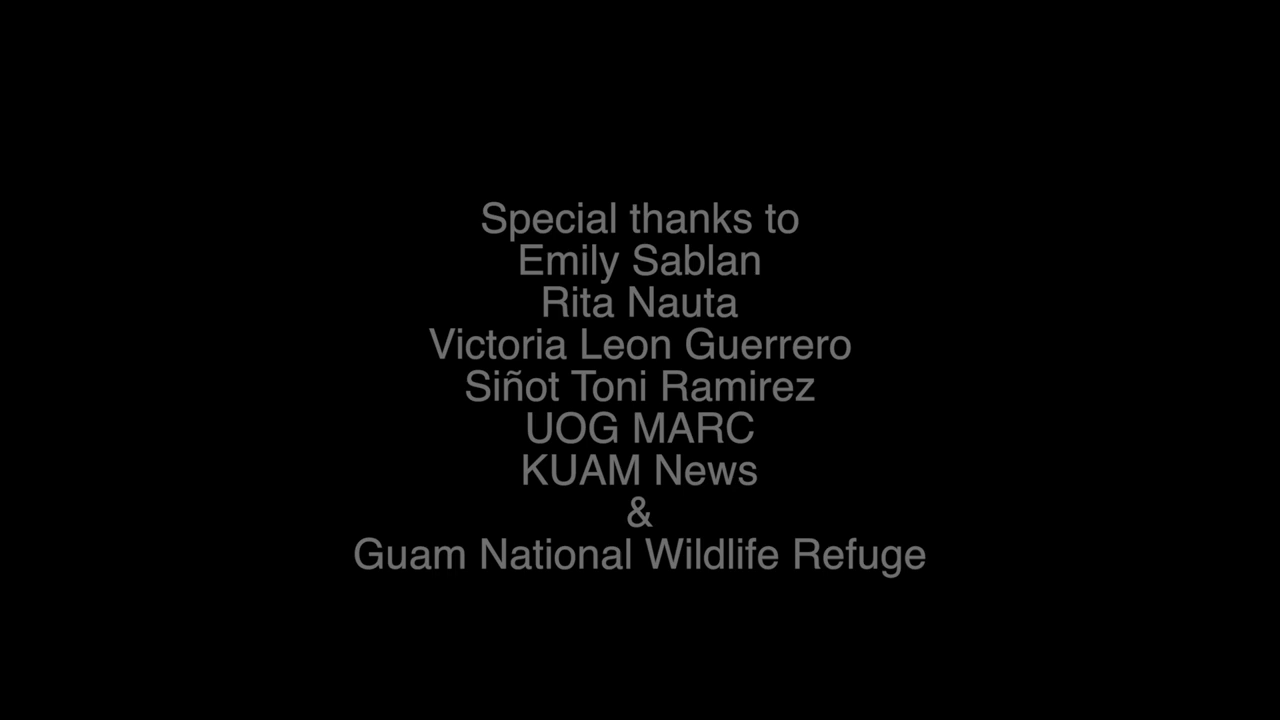 Special thanks to
Emily Sablan
Rita Nauta
Victoria Leon Guerrero
Siñot Toni Ramirez
UOG MARC
KUAM News
&
Guam National Wildlife Refuge